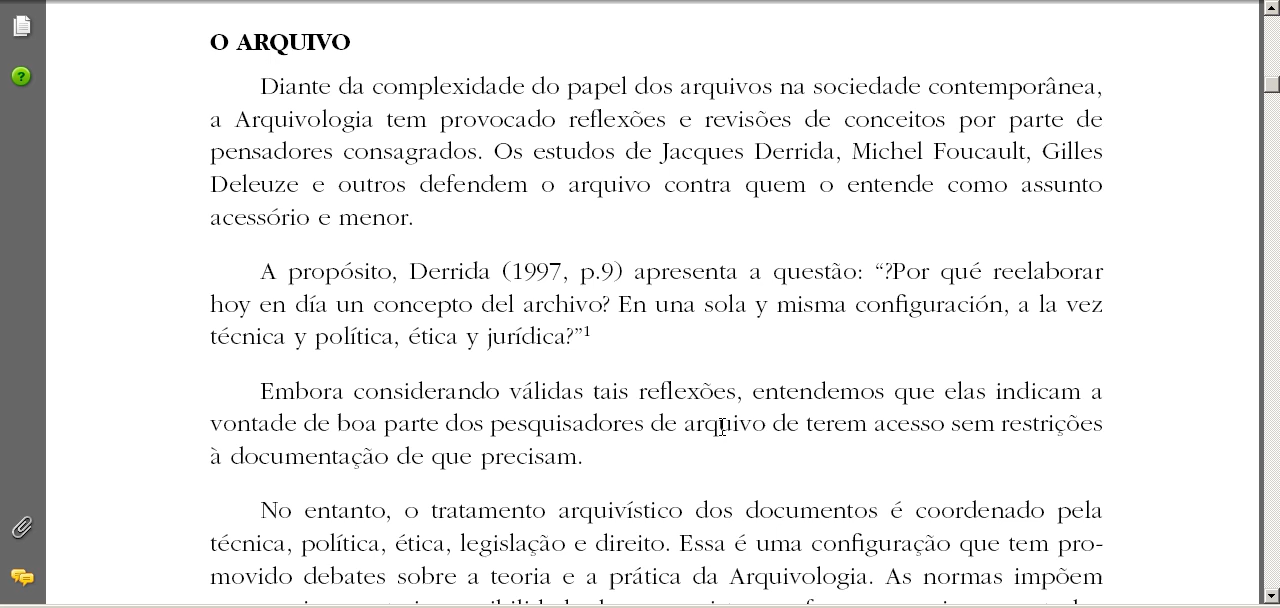 O ARQUIVO
Diante da complexidade do papel dos arquivos na sociedade contemporânea,
a Arquivologia tem provocado reflexões e revisões de conceitos por parte de
pensadores consagrados. Os estudos de Jacques Derrida, Michel Foucault, Gilles
Deleuze e outros defendem o arquivo contra quem o entende como assunto
acessório e menor.
A propósito, Derrida (1997, p.9) apresenta a questão: “?Por qué reelaborar
hoy en día un concepto del archivo? En una sola y misma configuración, a la vez
técnica y política, ética y jurídica?”¹
Embora considerando válidas tais reflexões, entendemos que elas indicam a
vontade de boa parte dos pesquisadores de arquivo de terem acesso sem restrições
à documentação de que precisam.
No entanto, o tratamento arquivístico dos documentos é coordenado pela
técnica, política, ética, legislação e direito. Essa é uma configuração que tem pro-
movido debates sobre a teoria e a prática da Arquivologia. As normas impõem